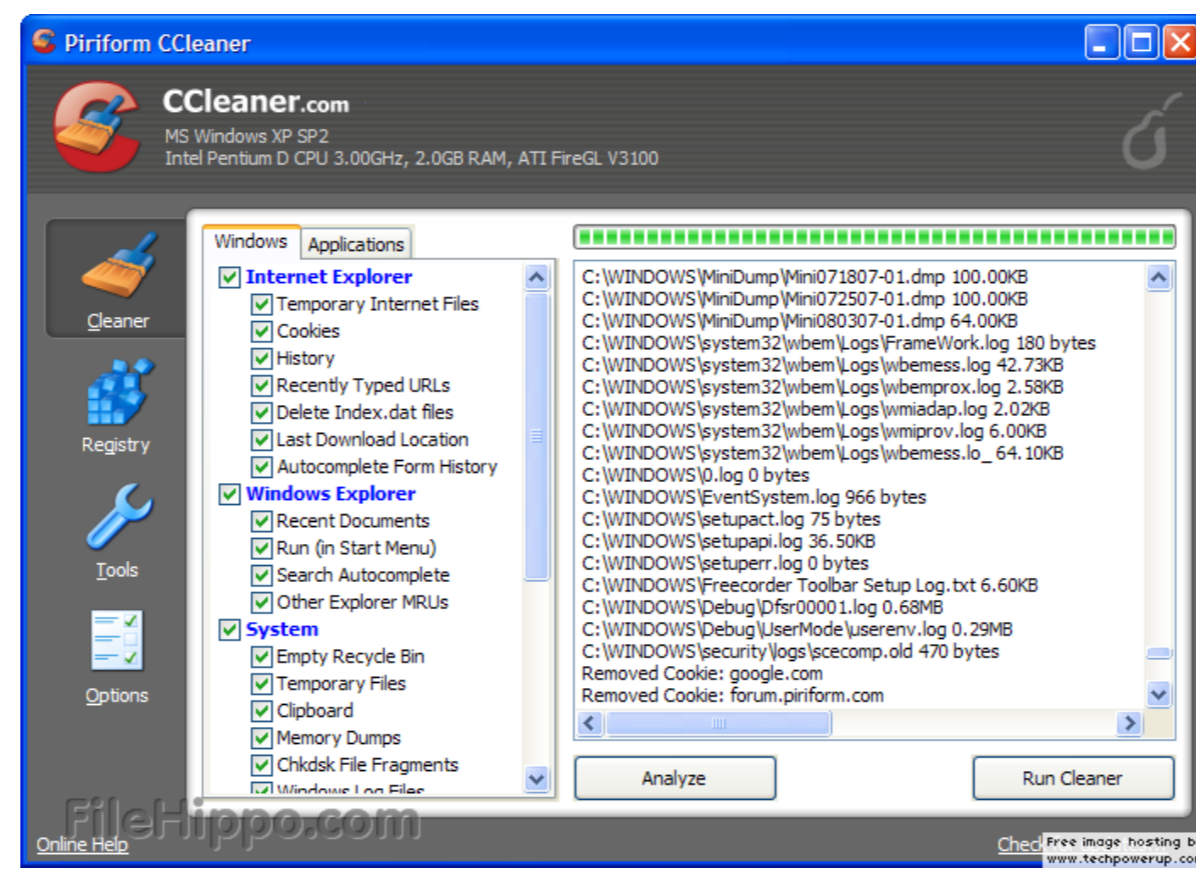 Piriform CCleaner
CCleaner.com
MS Windows XP SP2
Intel Pentium D CPU 3.00GHz, 2.0GB RAM, ATI FireGL V3100
Cleaner
Registry
Tools
Options
Windows
Applications
Internet Explorer
Temporary Internet Files
Cookies
History
Recently Typed URLs
Delete Index.dat files
Last Download Location
Autocomplete Form History
Windows Explorer
Recent Documents
Run (in Start Menu)
Search Autocomplete
Other Explorer MRUs
System
Empty Recycle Bin
Temporary Files
Clipboard
Memory Dumps
Chkdsk File Fragments
Windows Log Files
C:\WINDOWS\MiniDump\Mini071807-01.dmp 100.00KB
C:\WINDOWS\MiniDump\Mini072507-01.dmp 100.00KB
C:\WINDOWS\MiniDump\Mini080307-01.dmp 64.00KB
C:\WINDOWS\system32\wbem\Logs\FrameWork.log 180 bytes
C:\WINDOWS\system32\wbem\Logs\wbemess.log 42.73KB
C:\WINDOWS\system32\wbem\Logs\wbemprox.log 2.58KB
C:\WINDOWS\system32\wbem\Logs\wmiadap.log 2.02KB
C:\WINDOWS\system32\wbem\Logs\wmiprov.log 6.00KB
C:\WINDOWS\system32\wbem\Logs\wbemess.lo_ 64.10KB
C:\WINDOWS\0.log 0 bytes
C:\WINDOWS\EventSystem.log 966 bytes
C:\WINDOWS\setupact.log 75 bytes
C:\WINDOWS\setupapi.log 36.50KB
C:\WINDOWS\setuperr.log 0 bytes
C:\WINDOWS\Freecorder Toolbar Setup Log.txt 6.60KB
C:\WINDOWS\Debug\Dfsr00001.log 0.68MB
C:\WINDOWS\Debug\UserMode\userenv.log 0.29MB
C:\WINDOWS\security\logs\scecomp.old 470 bytes
Removed Cookie: google.com
Removed Cookie: forum.piriform.com
Analyze
Run Cleaner
FileHippo.com
Online Help
Check
Free image hosting b
www.techpowerup.co